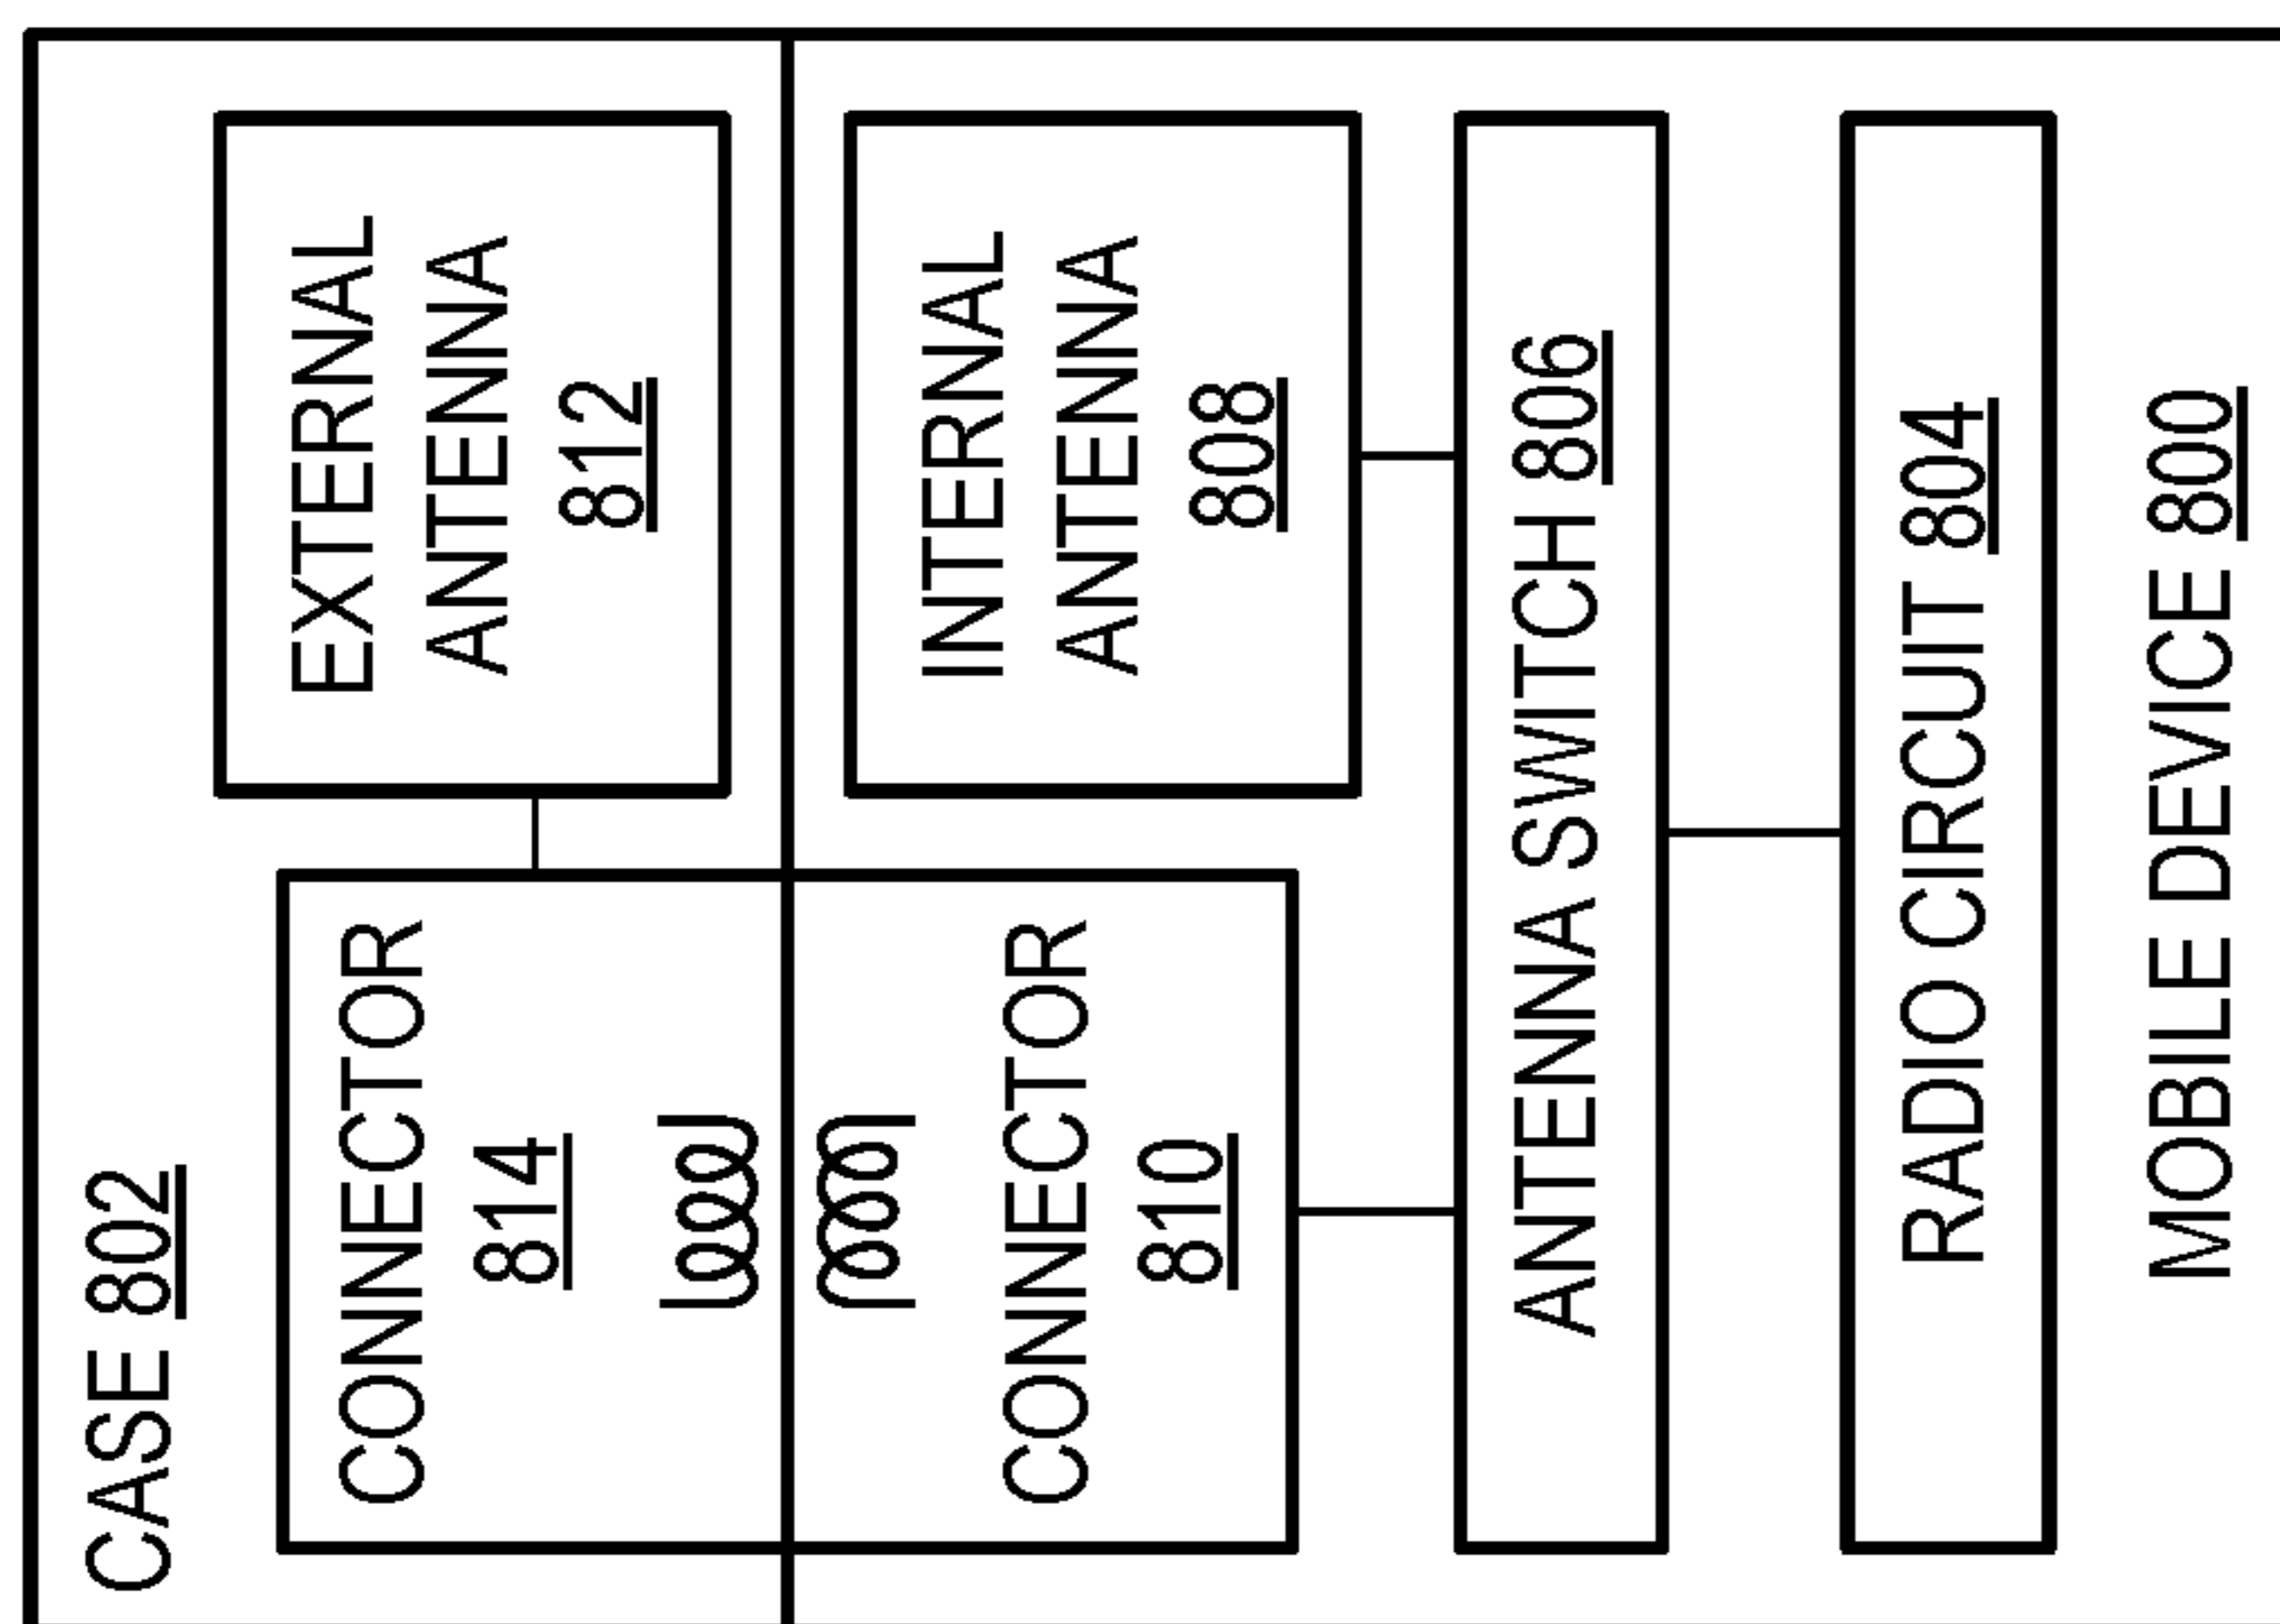 CASE 802
CONNECTOR
814
EXTERNAL
ANTENNA
812
CONNECTOR
810
INTERNAL
ANTENNA
808
ANTENNA SWITCH 806
RADIO CIRCUIT 804
MOBILE DEVICE 800